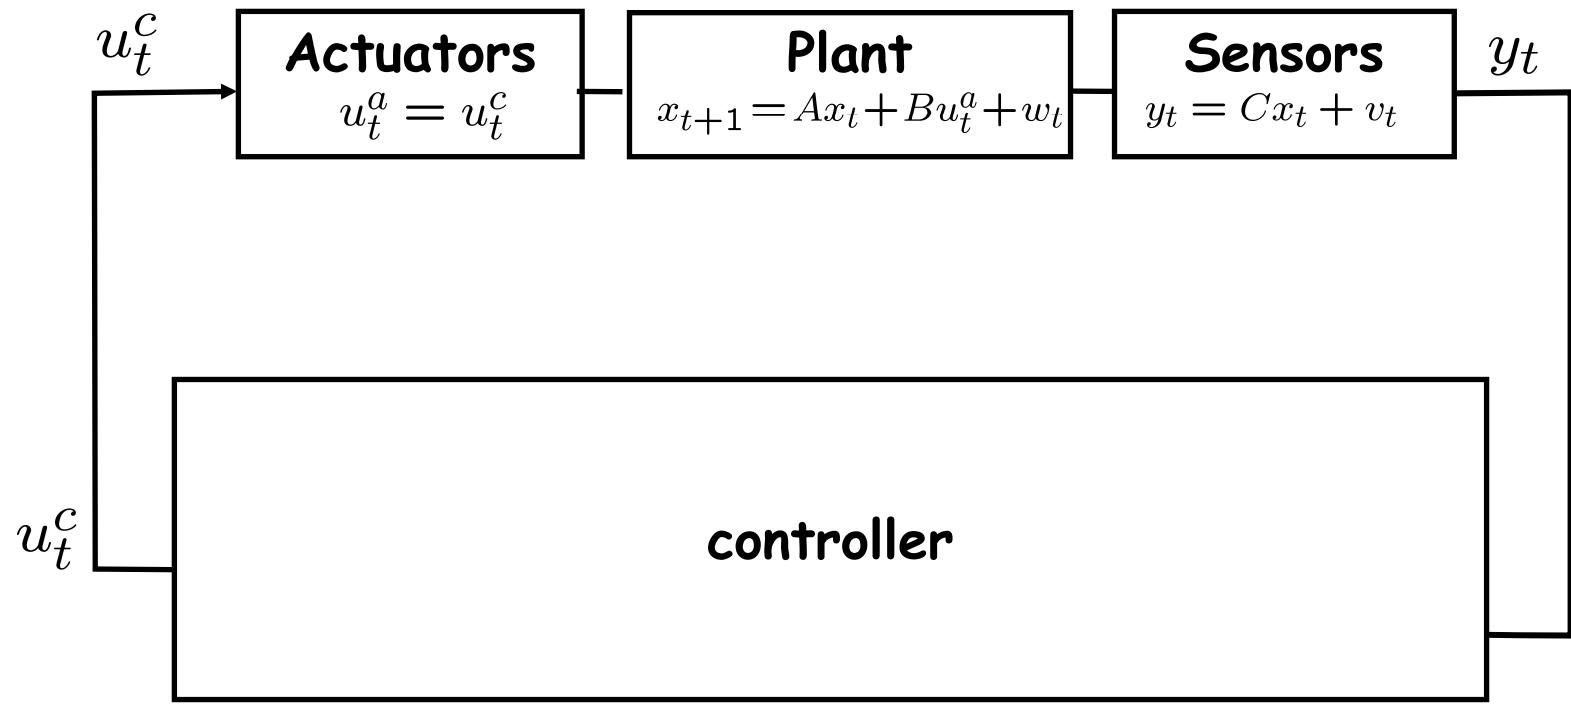 u_t^c
Actuators
u_t^a = u_t^c
Plant
x_{t+1} = Ax_t + Bu_t^a + w_t
Sensors
y_t = Cx_t + v_t
y_t
u_t^c
controller